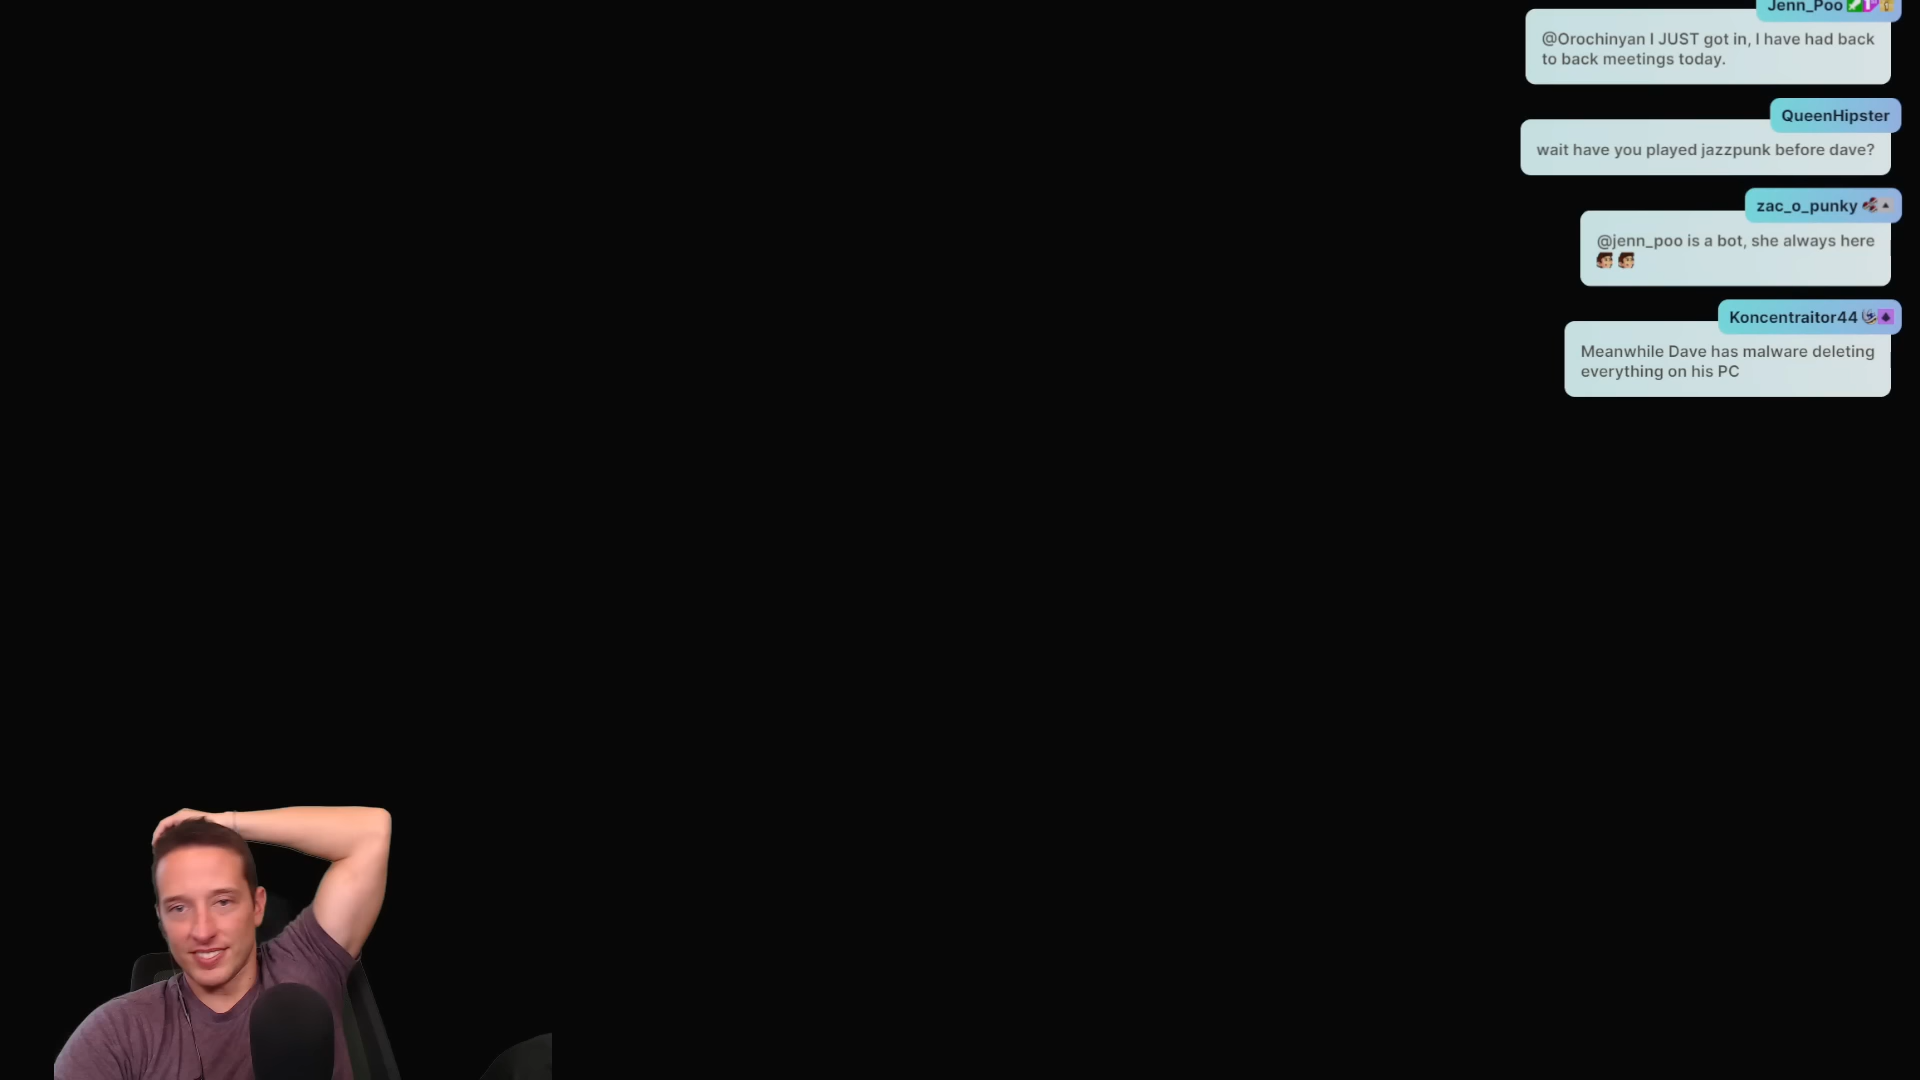 Jenn_Poo
@Orochinyan I JUST got in, I have had back
to back meetings today.
QueenHipster
wait have you played jazzpunk before dave?
zac_o_punky
@jenn_poo is a bot, she always here
Koncentraitor44
Meanwhile Dave has malware deleting
everything on his PC